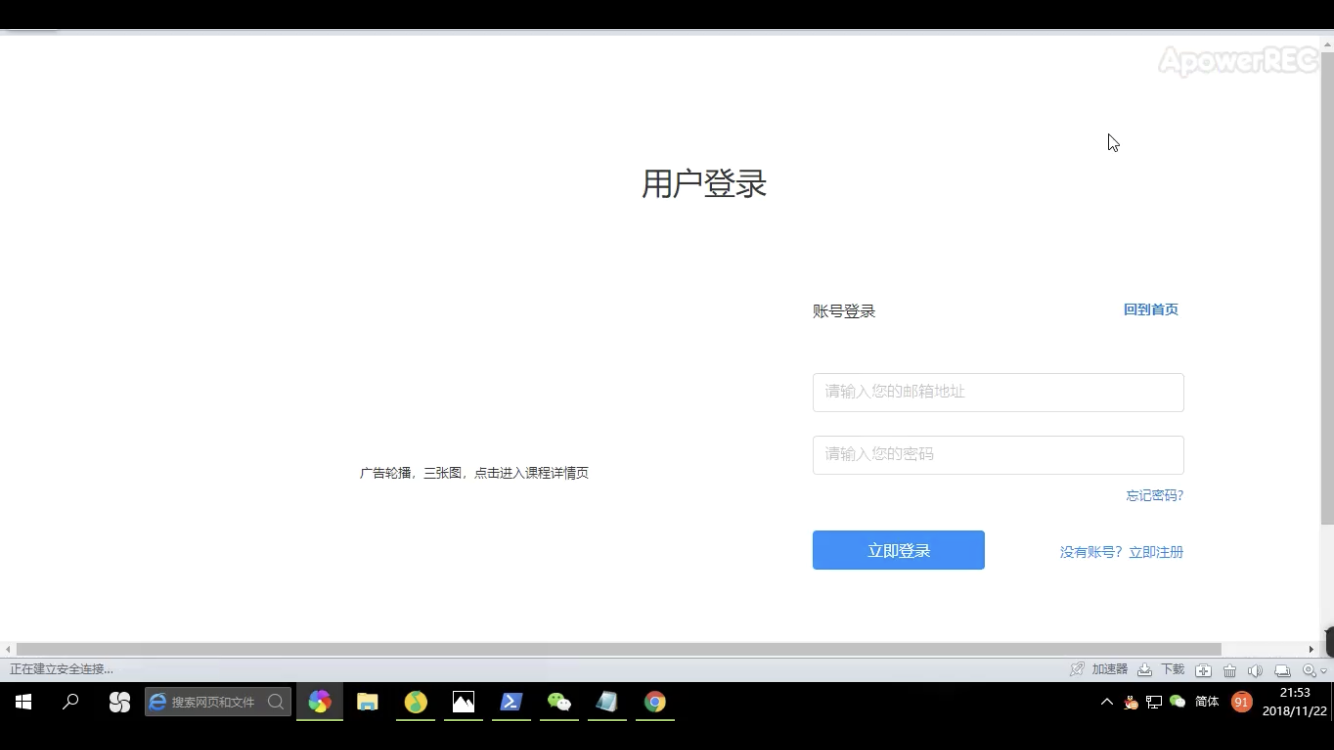 ApowerREC
用户登录
账号登录
回到首页
请输入您的邮箱地址
请输入您的密码
广告轮播，三张图，点击进入课程详情页
忘记密码?
立即登录
没有账号？立即注册
正在建立安全连接...
加速器
下载
搜索网页和文件
简体
91
21:53
2018/11/22